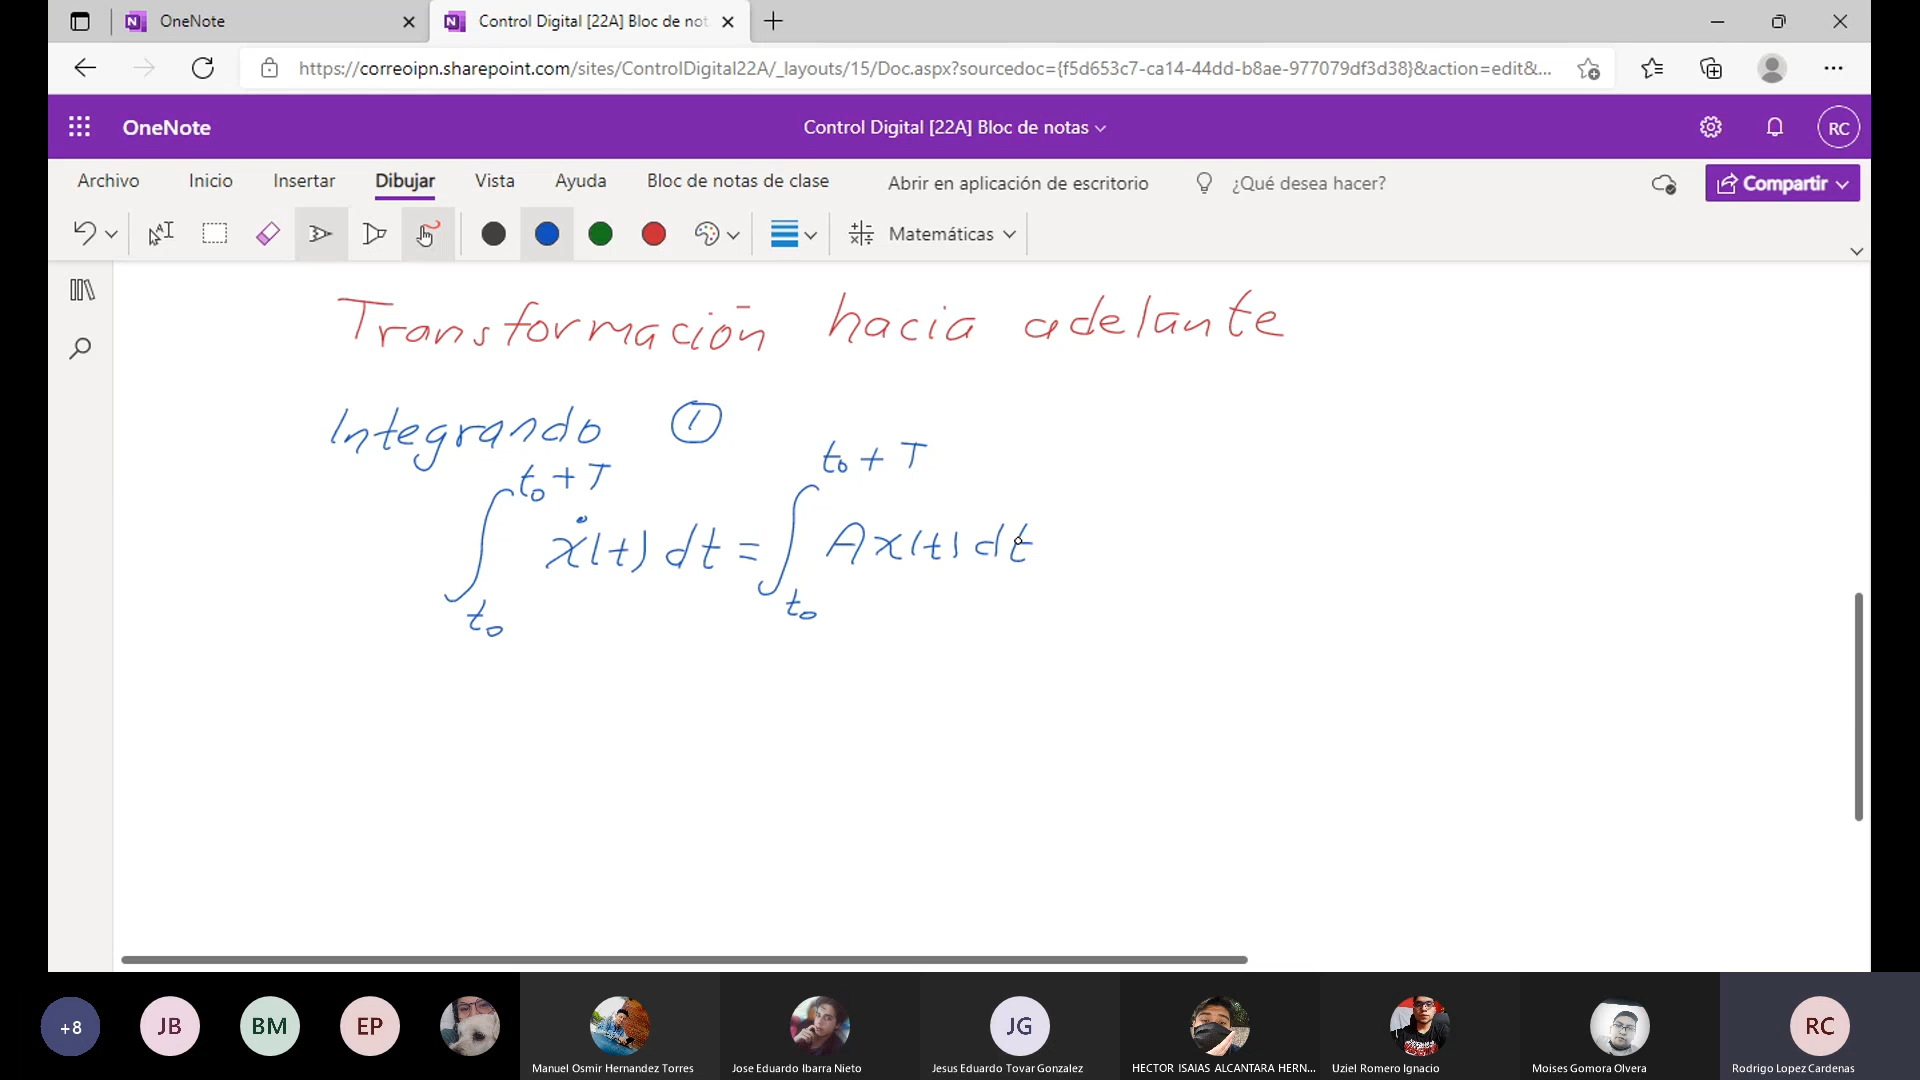 OneNote
Control Digital [22A] Bloc de not
https://correoipn.sharepoint.com/sites/ControlDigital22A/_layouts/15/Doc.aspx?sourcedoc={f5d653c7-ca14-44dd-b8ae-977079df3d38}&action=edit&...
OneNote
Control Digital [22A] Bloc de notas
RC
Archivo Inicio Insertar Dibujar Vista Ayuda Bloc de notas de clase Abrir en aplicación de escritorio ¿Qué desea hacer? Compartir
Matemáticas
Transformación hacia adelante
Integrando ①
∫_{t₀}^{t₀+T} ẋ(t) dt = ∫_{t₀}^{t₀+T} Ax(t) dt
+8 JB BM EP JG RC
Manuel Osmir Hernandez Torres Jose Eduardo Ibarra Nieto Jesus Eduardo Tovar Gonzalez HECTOR ISAIAS ALCANTARA HERN... Uziel Romero Ignacio Moises Gomora Olvera Rodrigo Lopez Cardenas